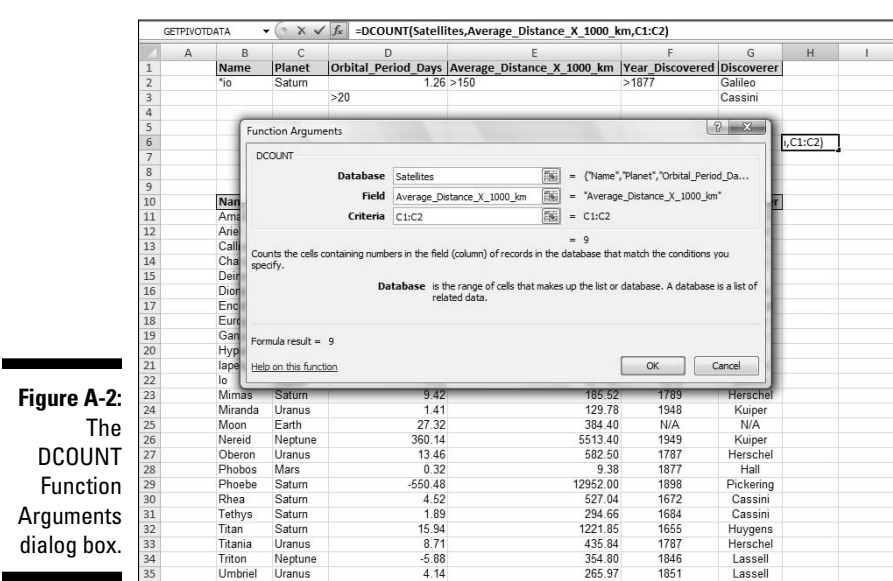 GETPIVOTDATA =DCOUNT(Satellites,Average_Distance_X_1000_km,C1:C2)
A B C D E F G H I
1 Name Planet Orbital_Period_Days Average_Distance_X_1000_km Year_Discovered Discoverer
2 *io Saturn 1.26 >150 >1877 Galileo
3 >20 Cassini
4
5 Function Arguments
6 ,C1:C2)
7 DCOUNT
8 Database Satellites = {"Name","Planet","Orbital_Period_Da...
9 Field Average_Distance_X_1000_km = "Average_Distance_X_1000_km"
10 Nan r
11 Ama Criteria C1:C2 = C1:C2
12 Arie
= 9
13 Calli Counts the cells containing numbers in the field (column) of records in the database that match the conditions you
14 Cha specify.
15 Deir
16 Dion Database is the range of cells that makes up the list or database. A database is a list of
related data.
17 Enc
18 Euro
19 Gan Formula result = 9
20 Hyp
21 Iape Help on this function OK Cancel
22 Io
23 Mimas Saturn 9.42 185.52 1789 Herschel
24 Miranda Uranus 1.41 129.78 1948 Kuiper
25 Moon Earth 27.32 384.40 N/A N/A
26 Nereid Neptune 360.14 5513.40 1949 Kuiper
27 Oberon Uranus 13.46 582.50 1787 Herschel
28 Phobos Mars 0.32 9.38 1877 Hall
29 Phoebe Saturn -550.48 12952.00 1898 Pickering
30 Rhea Saturn 4.52 527.04 1672 Cassini
31 Tethys Saturn 1.89 294.66 1684 Cassini
32 Titan Saturn 15.94 1221.85 1655 Huygens
33 Titania Uranus 8.71 435.84 1787 Herschel
34 Triton Neptune -5.88 354.80 1846 Lassell
35 Umbriel Uranus 4.14 265.97 1851 Lassell
Figure A-2:
The
DCOUNT
Function
Arguments
dialog box.